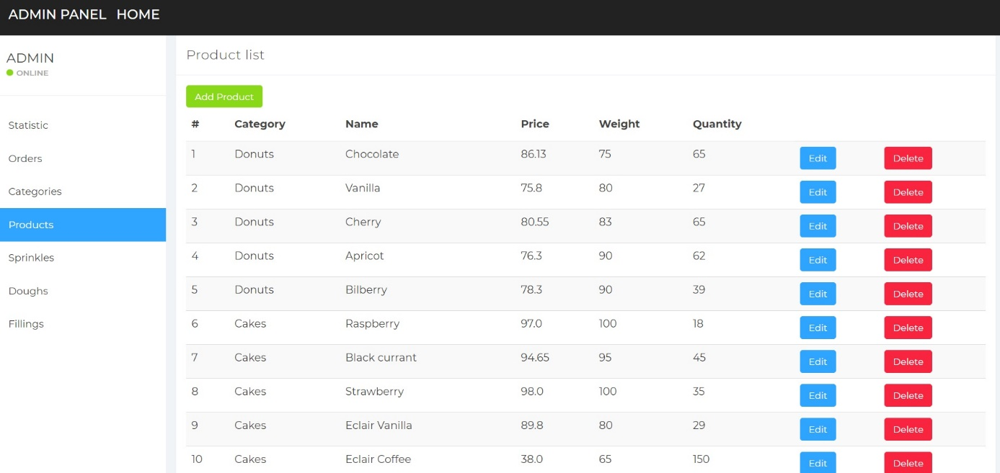 ADMIN PANEL HOME
ADMIN
ONLINE
Statistic
Orders
Categories
Products
Sprinkles
Doughs
Fillings
Product list
Add Product
# Category Name Price Weight Quantity
1 Donuts Chocolate 86.13 75 65 Edit Delete
2 Donuts Vanilla 75.8 80 27 Edit Delete
3 Donuts Cherry 80.55 83 65 Edit Delete
4 Donuts Apricot 76.3 90 62 Edit Delete
5 Donuts Bilberry 78.3 90 39 Edit Delete
6 Cakes Raspberry 97.0 100 18 Edit Delete
7 Cakes Black currant 94.65 95 45 Edit Delete
8 Cakes Strawberry 98.0 100 35 Edit Delete
9 Cakes Eclair Vanilla 89.8 80 29 Edit Delete
10 Cakes Eclair Coffee 38.0 65 150 Edit Delete